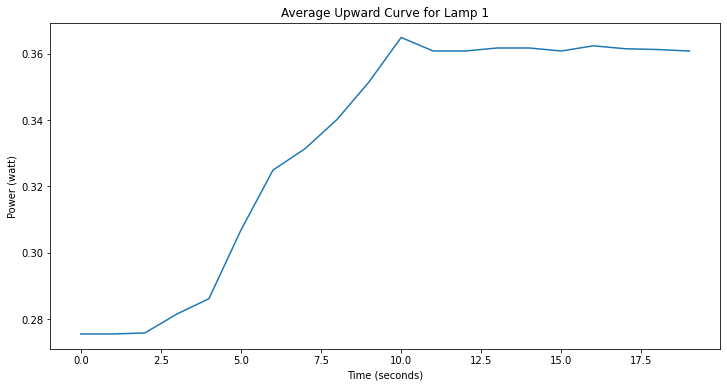 Average Upward Curve for Lamp 1
Power (watt)
0.36
0.34
0.32
0.30
0.28
0.0 2.5 5.0 7.5 10.0 12.5 15.0 17.5
Time (seconds)